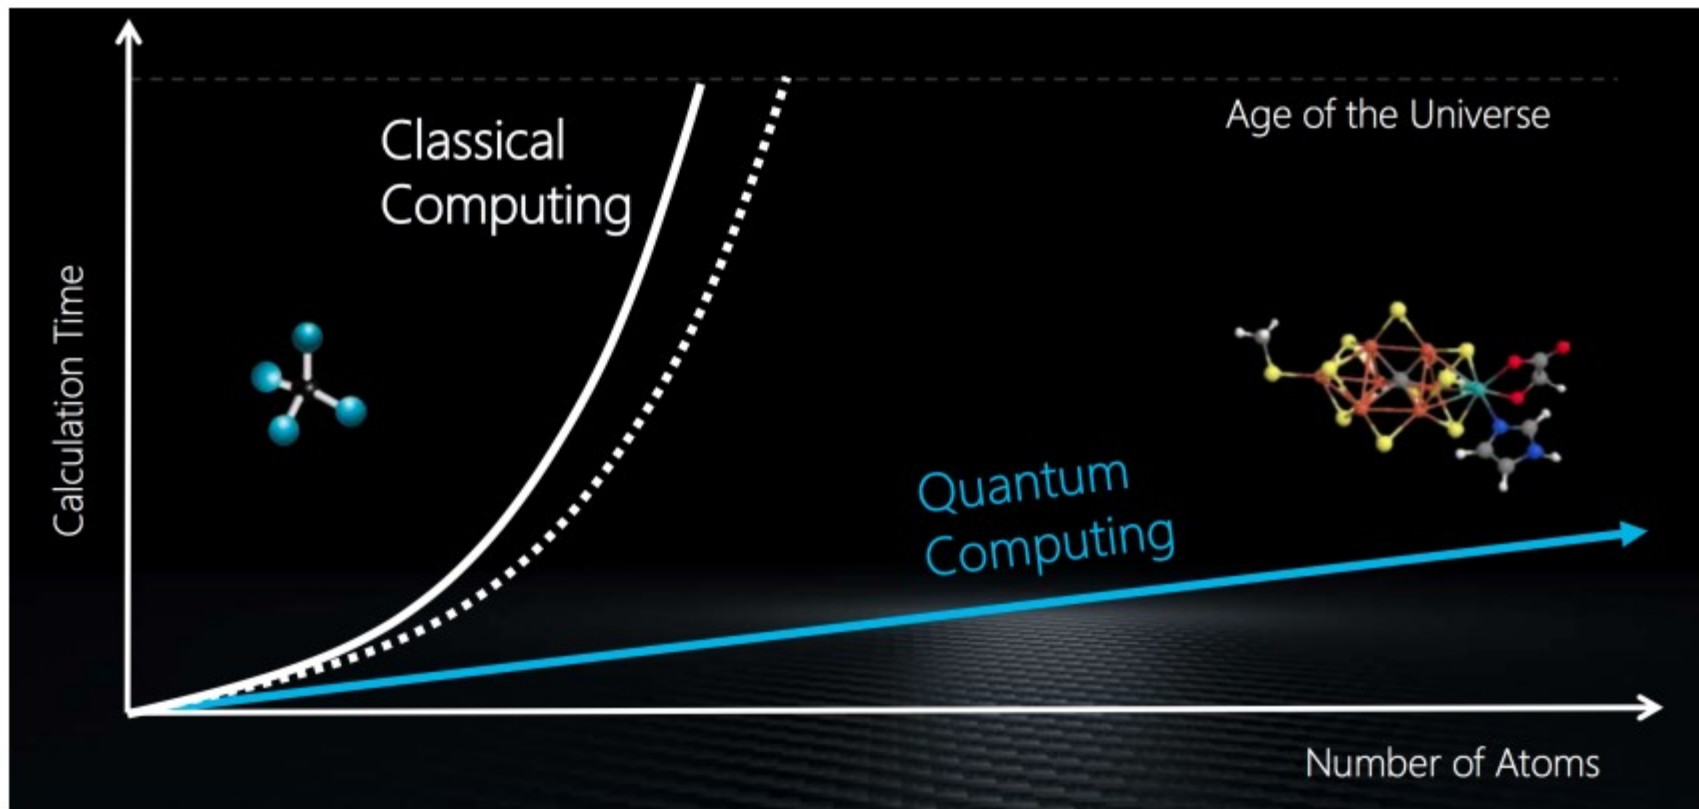 Classical
Computing
Age of the Universe
Calculation Time
Quantum
Computing
Number of Atoms